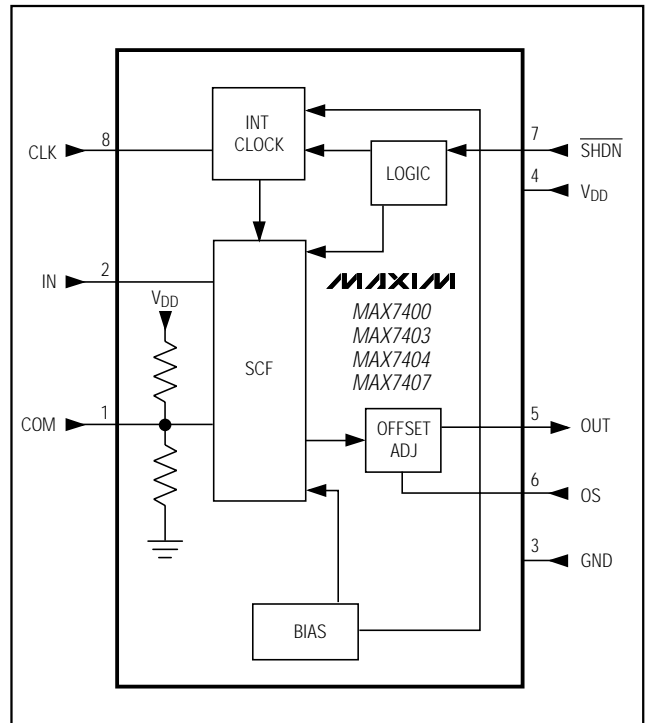 INT
CLOCK
8
CLK
7
SHDN
LOGIC
4
VDD
2
IN
MAXIM
VDD
MAX7400
MAX7403
MAX7404
MAX7407
SCF
1
COM
OFFSET
ADJ
5
OUT
6
OS
3
GND
BIAS